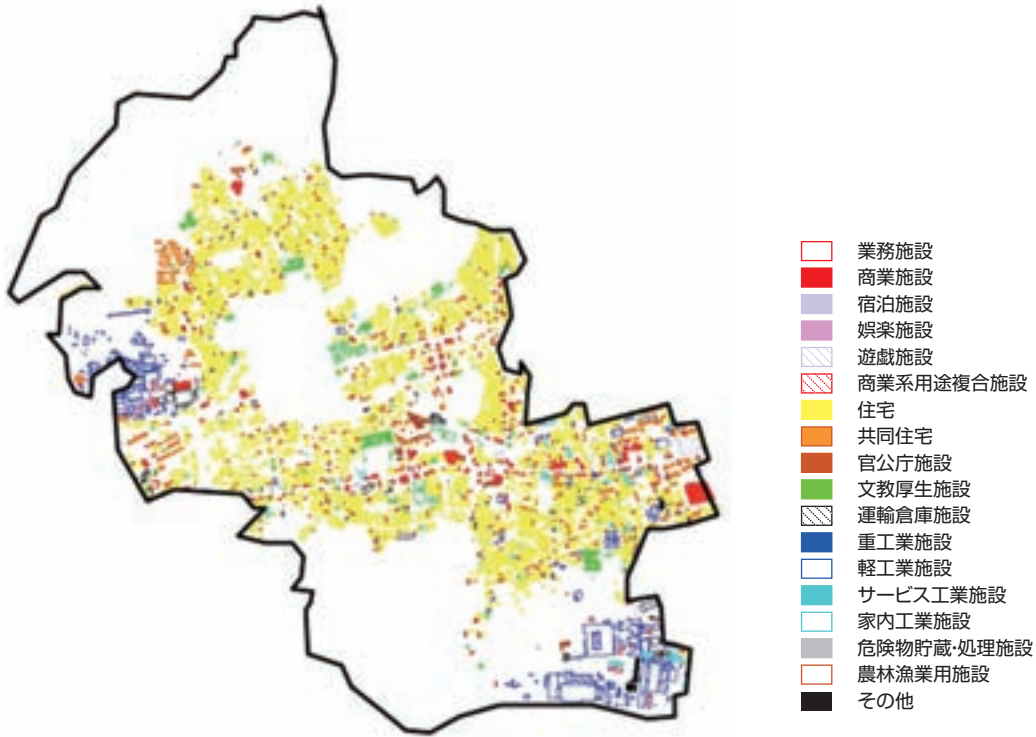 業務施設
商業施設
宿泊施設
娯楽施設
遊戯施設
商業系用途複合施設
住宅
共同住宅
官公庁施設
文教厚生施設
運輸倉庫施設
重工業施設
軽工業施設
サービス工業施設
家内工業施設
危険物貯蔵・処理施設
農林漁業用施設
その他